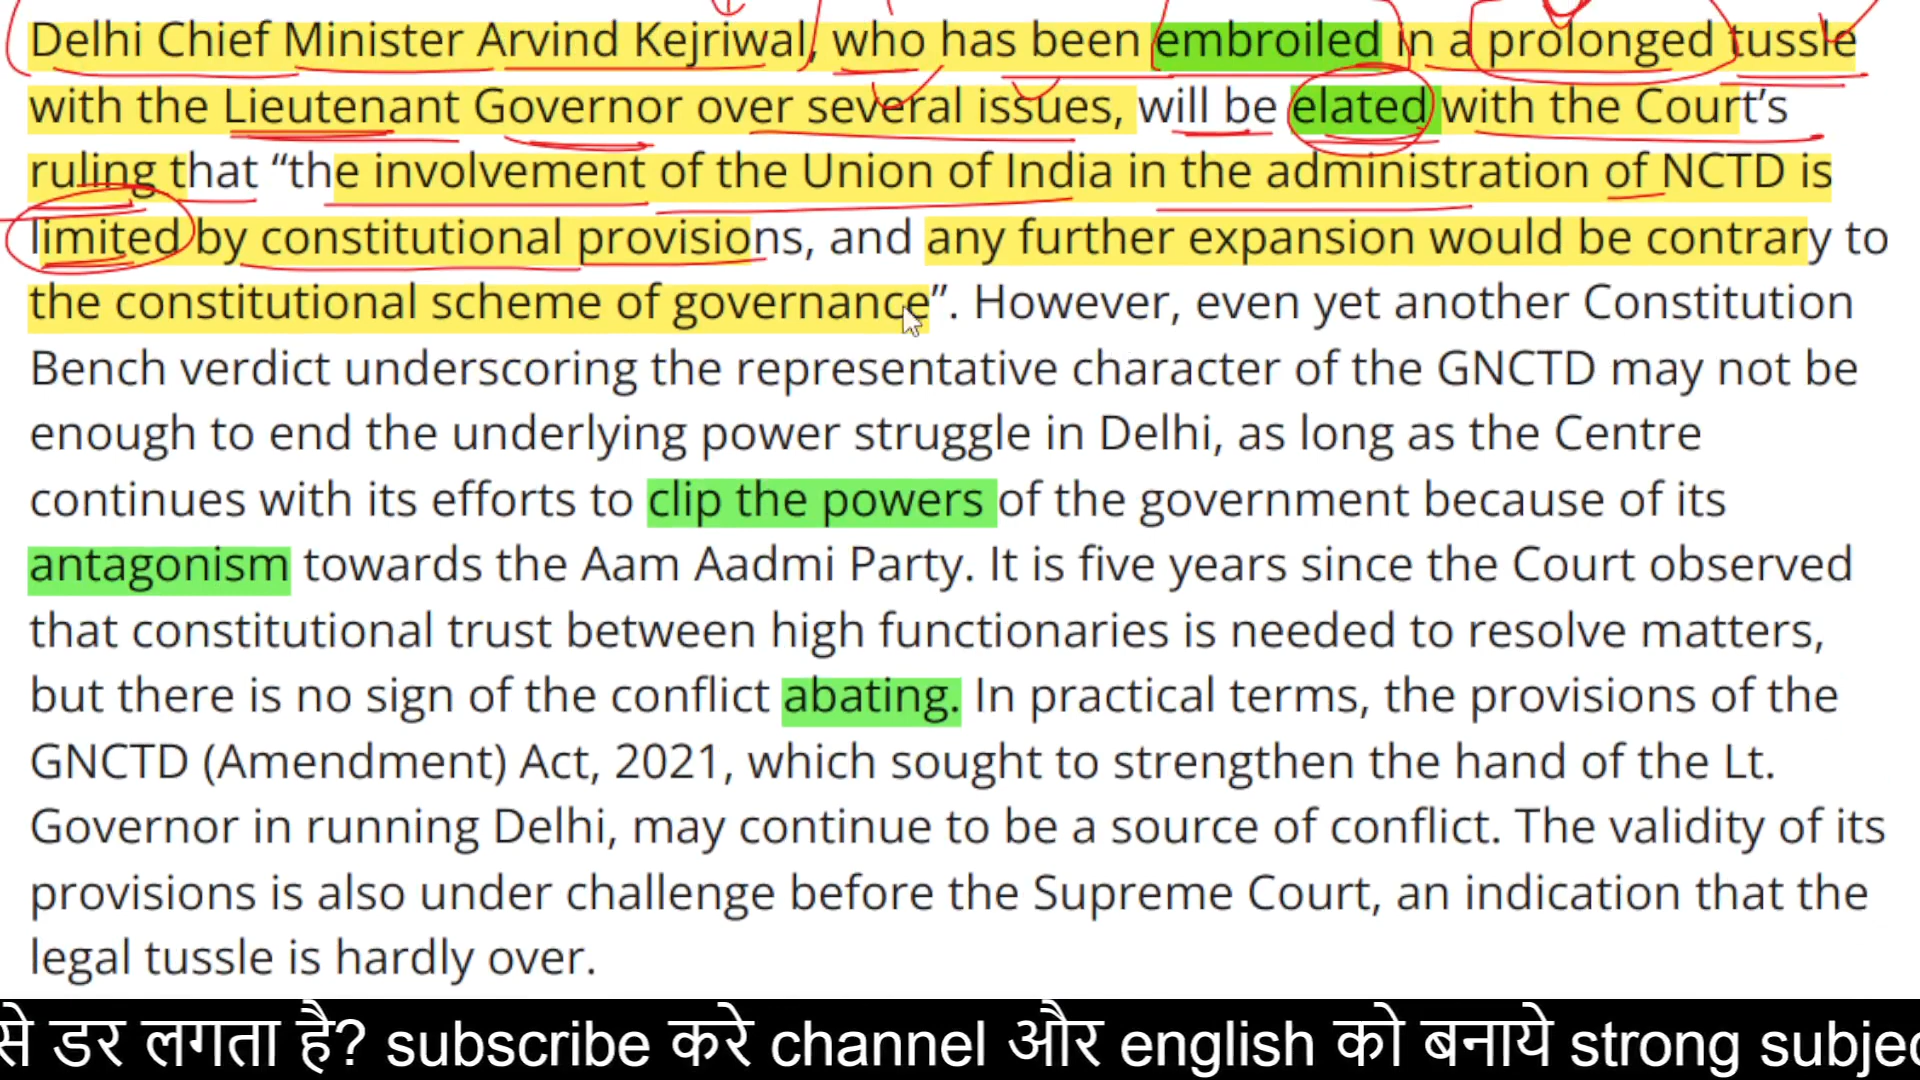 Delhi Chief Minister Arvind Kejriwal, who has been embroiled in a prolonged tussle
with the Lieutenant Governor over several issues, will be elated with the Court’s
ruling that “the involvement of the Union of India in the administration of NCTD is
limited by constitutional provisions, and any further expansion would be contrary to
the constitutional scheme of governance”. However, even yet another Constitution
Bench verdict underscoring the representative character of the GNCTD may not be
enough to end the underlying power struggle in Delhi, as long as the Centre
continues with its efforts to clip the powers of the government because of its
antagonism towards the Aam Aadmi Party. It is five years since the Court observed
that constitutional trust between high functionaries is needed to resolve matters,
but there is no sign of the conflict abating. In practical terms, the provisions of the
GNCTD (Amendment) Act, 2021, which sought to strengthen the hand of the Lt.
Governor in running Delhi, may continue to be a source of conflict. The validity of its
provisions is also under challenge before the Supreme Court, an indication that the
legal tussle is hardly over.
से डर लगता है? subscribe करे channel और english को बनाये strong subjec